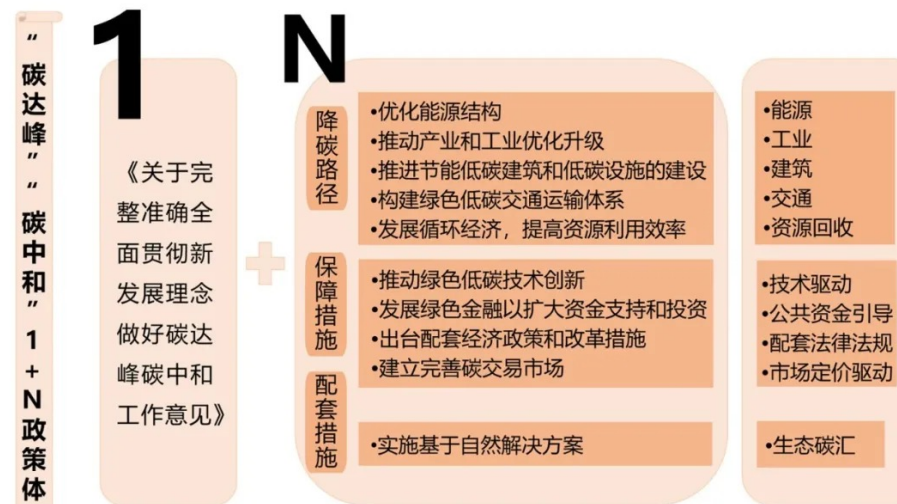 “碳达峰”“碳中和”1+N政策体
1
《关于完
整准确全
面贯彻新
发展理念
做好碳达
峰碳中和
工作意见》
N
降碳路径
•优化能源结构
•推动产业和工业优化升级
•推进节能低碳建筑和低碳设施的建设
•构建绿色低碳交通运输体系
•发展循环经济，提高资源利用效率
•能源
•工业
•建筑
•交通
•资源回收
保障措施
•推动绿色低碳技术创新
•发展绿色金融以扩大资金支持和投资
•出台配套经济政策和改革措施
•建立完善碳交易市场
•技术驱动
•公共资金引导
•配套法律法规
•市场定价驱动
配套措施
•实施基于自然解决方案
•生态碳汇